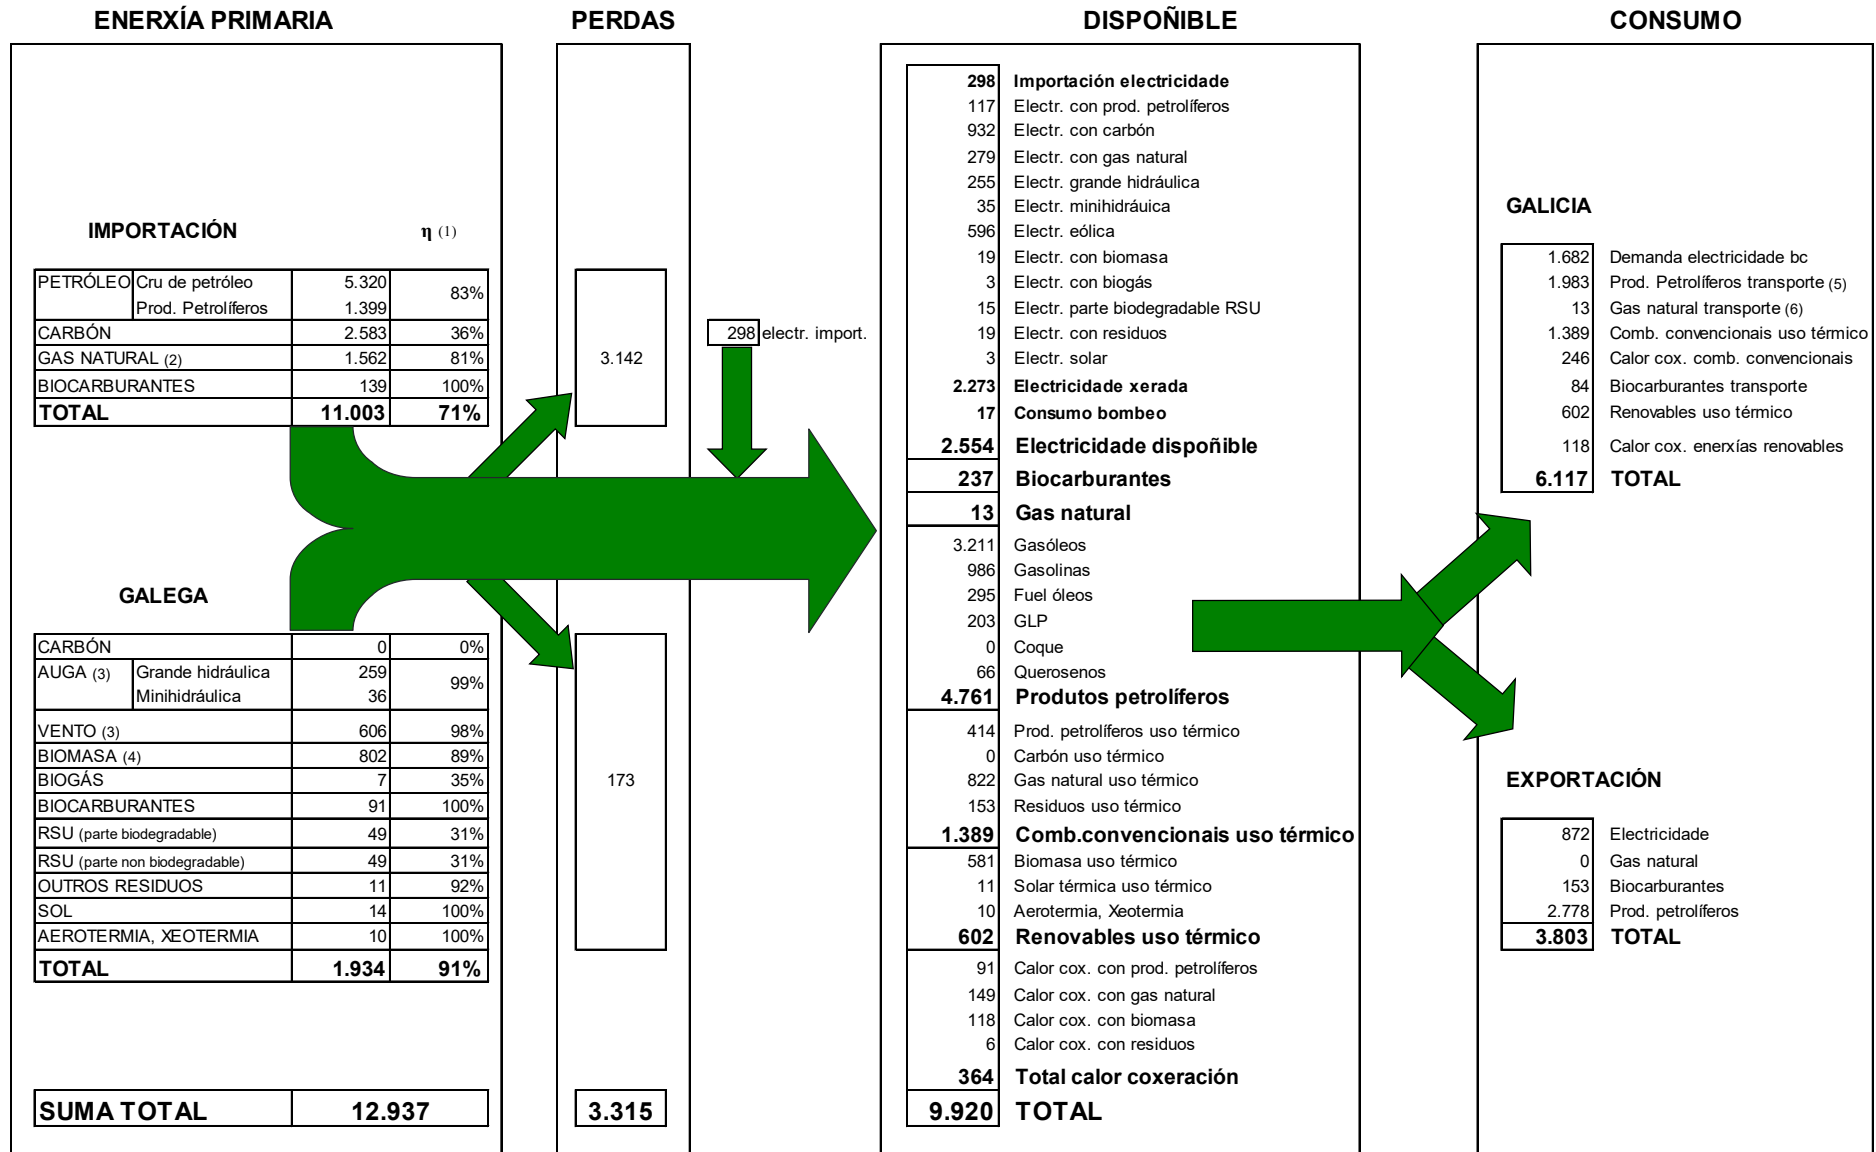 ENERXÍA PRIMARIA
IMPORTACIÓN η (1)
PETRÓLEO Cru de petróleo 5.320 83%
Prod. Petrolíferos 1.399
CARBÓN 2.583 36%
GAS NATURAL (2) 1.562 81%
BIOCARBURANTES 139 100%
TOTAL 11.003 71%
GALEGA
CARBÓN 0 0%
AUGA (3) Grande hidráulica 259 99%
Minihidráulica 36
VENTO (3) 606 98%
BIOMASA (4) 802 89%
BIOGÁS 7 35%
BIOCARBURANTES 91 100%
RSU (parte biodegradable) 49 31%
RSU (parte non biodegradable) 49 31%
OUTROS RESIDUOS 11 92%
SOL 14 100%
AEROTERMIA, XEOTERMIA 10 100%
TOTAL 1.934 91%
SUMA TOTAL 12.937
PERDAS
3.142
173
3.315
298 electr. import.
DISPOÑIBLE
298 Importación electricidade
117 Electr. con prod. petrolíferos
932 Electr. con carbón
279 Electr. con gas natural
255 Electr. grande hidráulica
35 Electr. minihidráuica
596 Electr. eólica
19 Electr. con biomasa
3 Electr. con biogás
15 Electr. parte biodegradable RSU
19 Electr. con residuos
3 Electr. solar
2.273 Electricidade xerada
17 Consumo bombeo
2.554 Electricidade dispoñible
237 Biocarburantes
13 Gas natural
3.211 Gasóleos
986 Gasolinas
295 Fuel óleos
203 GLP
0 Coque
66 Querosenos
4.761 Produtos petrolíferos
414 Prod. petrolíferos uso térmico
0 Carbón uso térmico
822 Gas natural uso térmico
153 Residuos uso térmico
1.389 Comb.convencionais uso térmico
581 Biomasa uso térmico
11 Solar térmica uso térmico
10 Aerotermia, Xeotermia
602 Renovables uso térmico
91 Calor cox. con prod. petrolíferos
149 Calor cox. con gas natural
118 Calor cox. con biomasa
6 Calor cox. con residuos
364 Total calor coxeración
9.920 TOTAL
CONSUMO
GALICIA
1.682 Demanda electricidade bc
1.983 Prod. Petrolíferos transporte (5)
13 Gas natural transporte (6)
1.389 Comb. convencionais uso térmico
246 Calor cox. comb. convencionais
84 Biocarburantes transporte
602 Renovables uso térmico
118 Calor cox. enerxías renovables
6.117 TOTAL
EXPORTACIÓN
872 Electricidade
0 Gas natural
153 Biocarburantes
2.778 Prod. petrolíferos
3.803 TOTAL